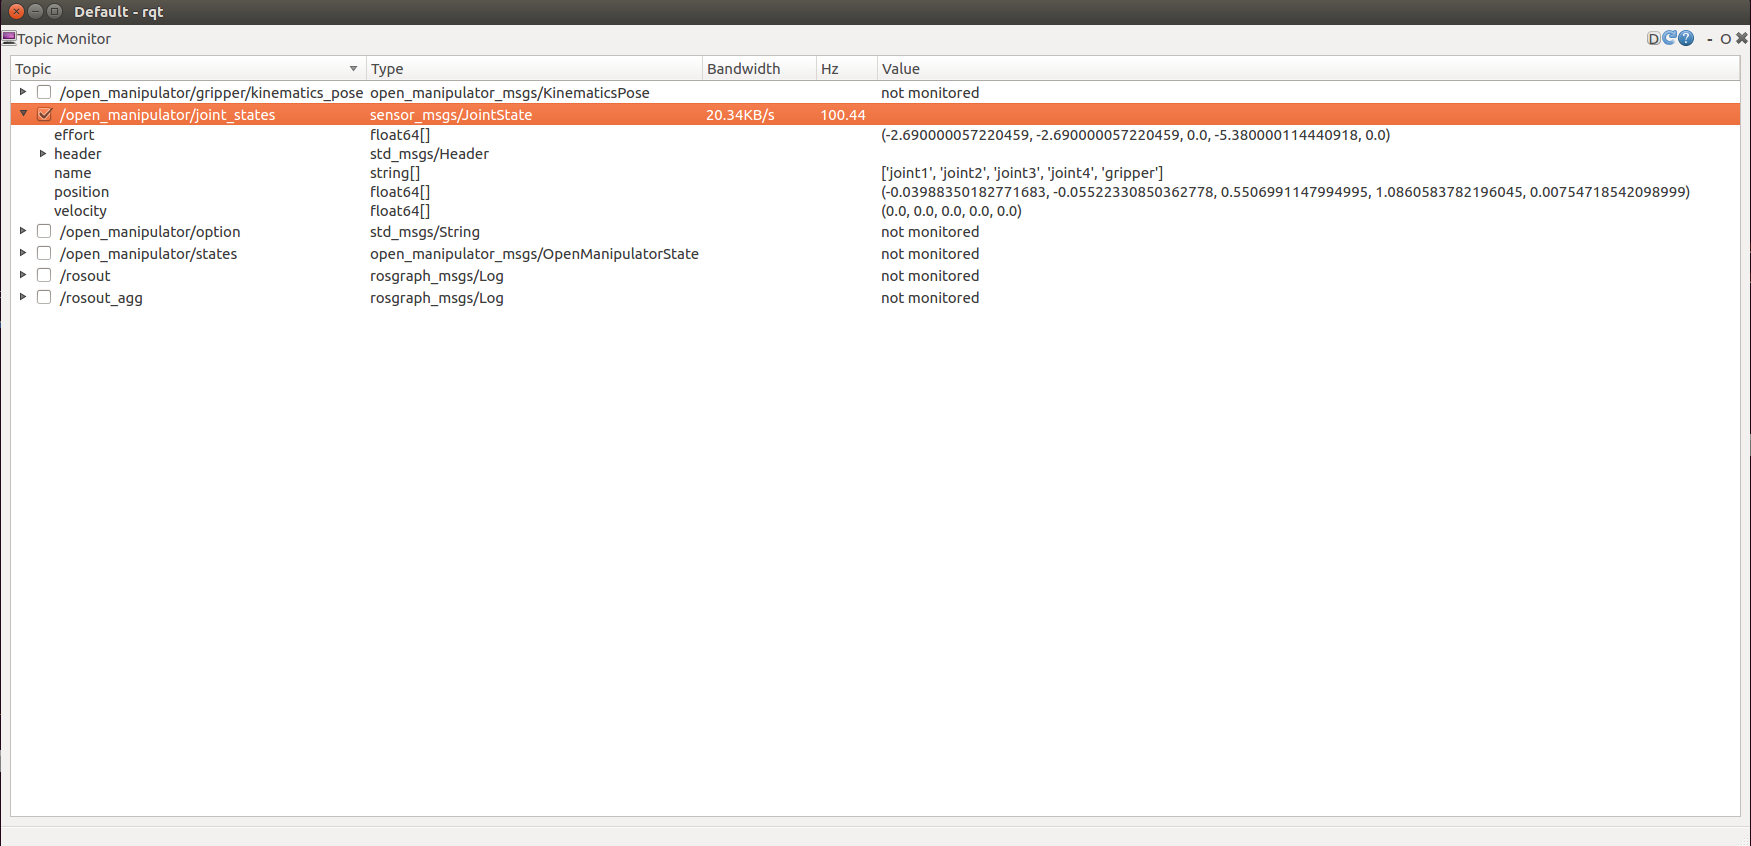 Default - rqt
Topic Monitor
D ? - O
Topic Type Bandwidth Hz Value
/open_manipulator/gripper/kinematics_pose open_manipulator_msgs/KinematicsPose not monitored
/open_manipulator/joint_states sensor_msgs/JointState 20.34KB/s 100.44
effort float64[] (-2.690000057220459, -2.690000057220459, 0.0, -5.380000114440918, 0.0)
header std_msgs/Header
name string[] ['joint1', 'joint2', 'joint3', 'joint4', 'gripper']
position float64[] (-0.03988350182771683, -0.05522330850362778, 0.5506991147994995, 1.0860583782196045, 0.00754718542098999)
velocity float64[] (0.0, 0.0, 0.0, 0.0, 0.0)
/open_manipulator/option std_msgs/String not monitored
/open_manipulator/states open_manipulator_msgs/OpenManipulatorState not monitored
/rosout rosgraph_msgs/Log not monitored
/rosout_agg rosgraph_msgs/Log not monitored